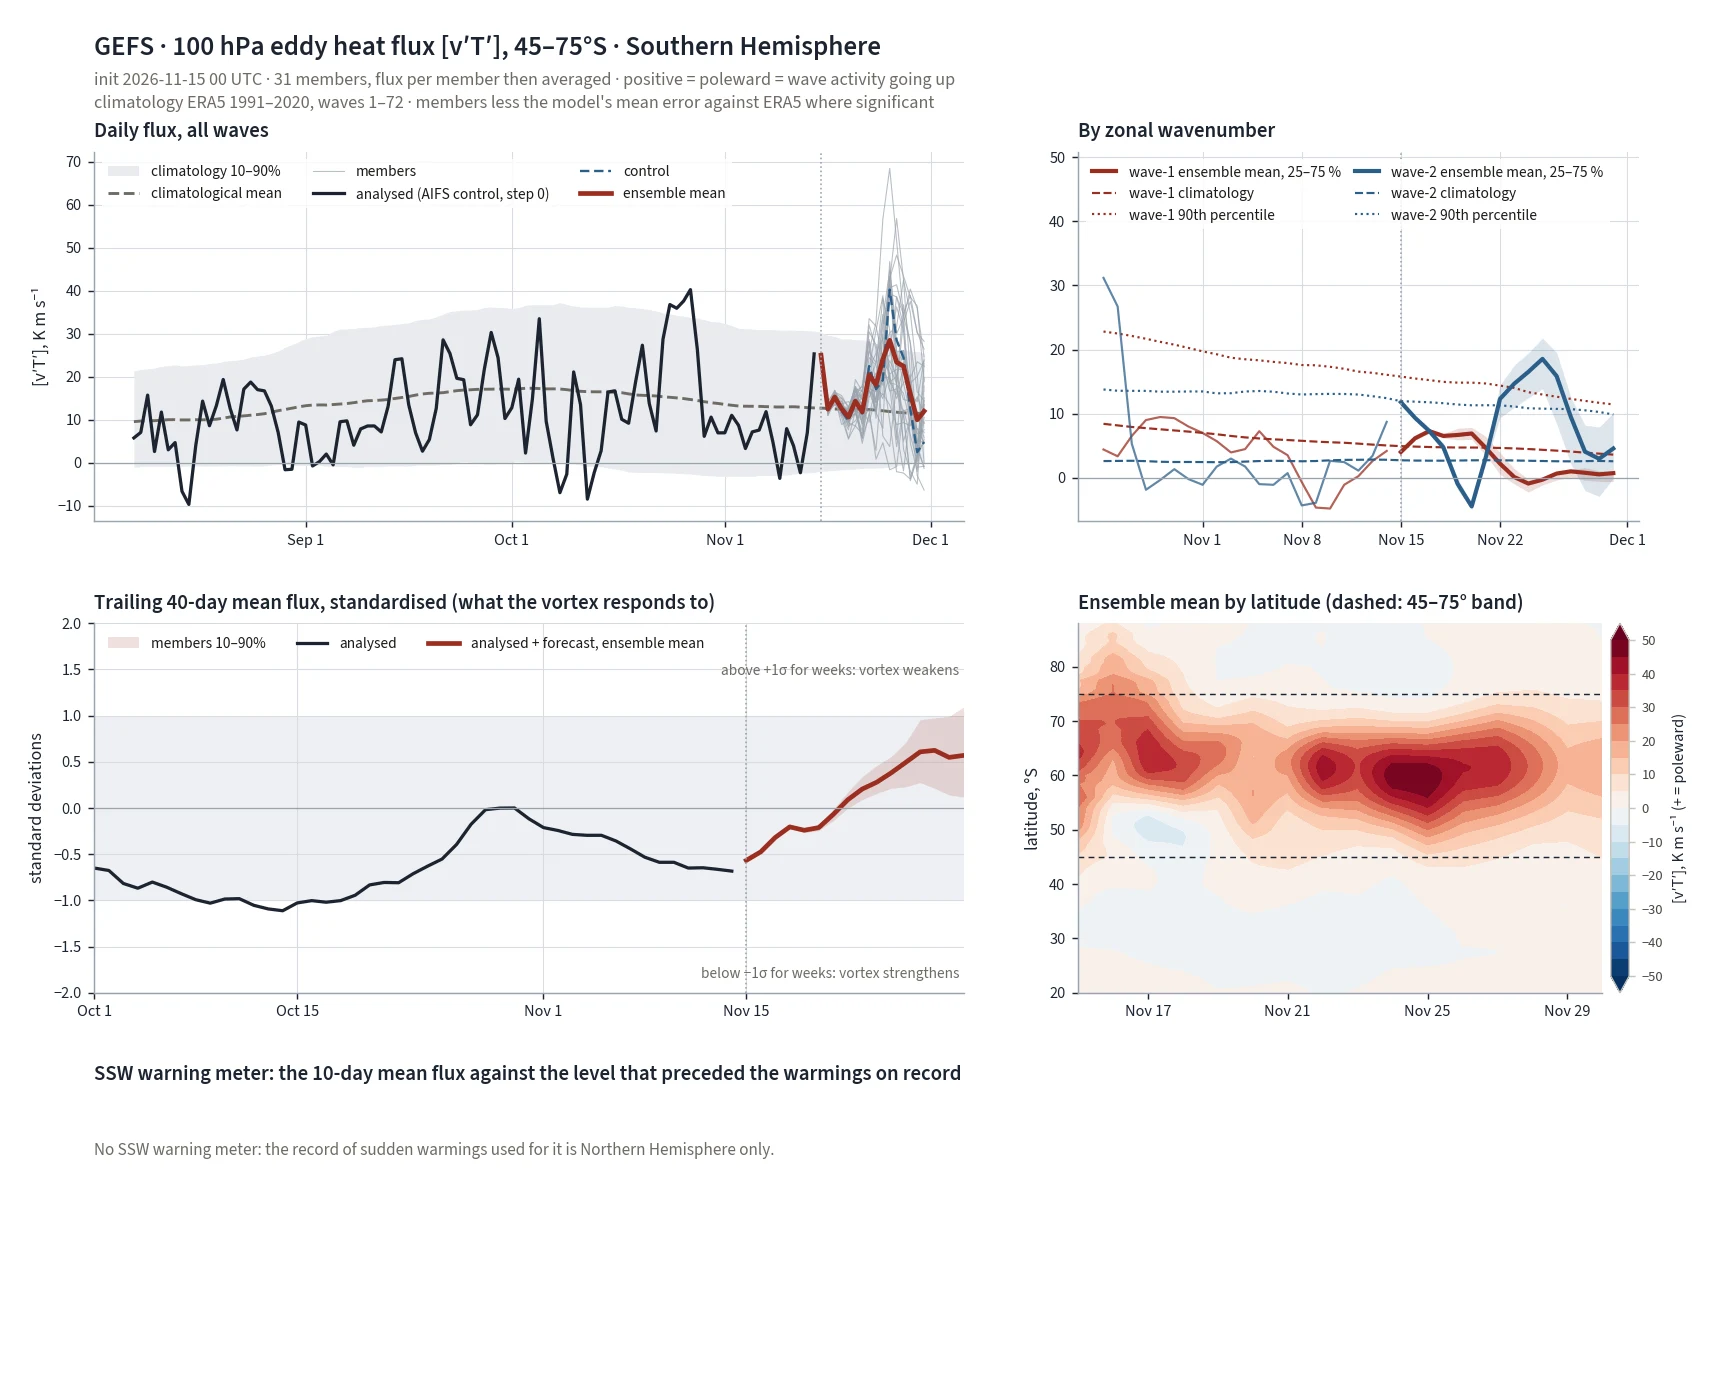 GEFS · 100 hPa eddy heat flux [v′T′], 45–75°S · Southern Hemisphere
init 2026-11-15 00 UTC · 31 members, flux per member then averaged · positive = poleward = wave activity going up
climatology ERA5 1991–2020, waves 1–72 · members less the model's mean error against ERA5 where significant
Daily flux, all waves
climatology 10–90%
climatological mean
members
analysed (AIFS control, step 0)
control
ensemble mean
[v′T′], K m s⁻¹
70
60
50
40
30
20
10
0
−10
Sep 1
Oct 1
Nov 1
Dec 1
By zonal wavenumber
wave-1 ensemble mean, 25–75 %
wave-1 climatology
wave-1 90th percentile
wave-2 ensemble mean, 25–75 %
wave-2 climatology
wave-2 90th percentile
50
40
30
20
10
0
Nov 1
Nov 8
Nov 15
Nov 22
Dec 1
Trailing 40-day mean flux, standardised (what the vortex responds to)
members 10–90%
analysed
analysed + forecast, ensemble mean
above +1σ for weeks: vortex weakens
below −1σ for weeks: vortex strengthens
standard deviations
2.0
1.5
1.0
0.5
0.0
−0.5
−1.0
−1.5
−2.0
Oct 1
Oct 15
Nov 1
Nov 15
Ensemble mean by latitude (dashed: 45–75° band)
latitude, °S
80
70
60
50
40
30
20
Nov 17
Nov 21
Nov 25
Nov 29
50
40
30
20
10
0
−10
−20
−30
−40
−50
[v′T′], K m s⁻¹ (+ = poleward)
SSW warning meter: the 10-day mean flux against the level that preceded the warmings on record
No SSW warning meter: the record of sudden warmings used for it is Northern Hemisphere only.